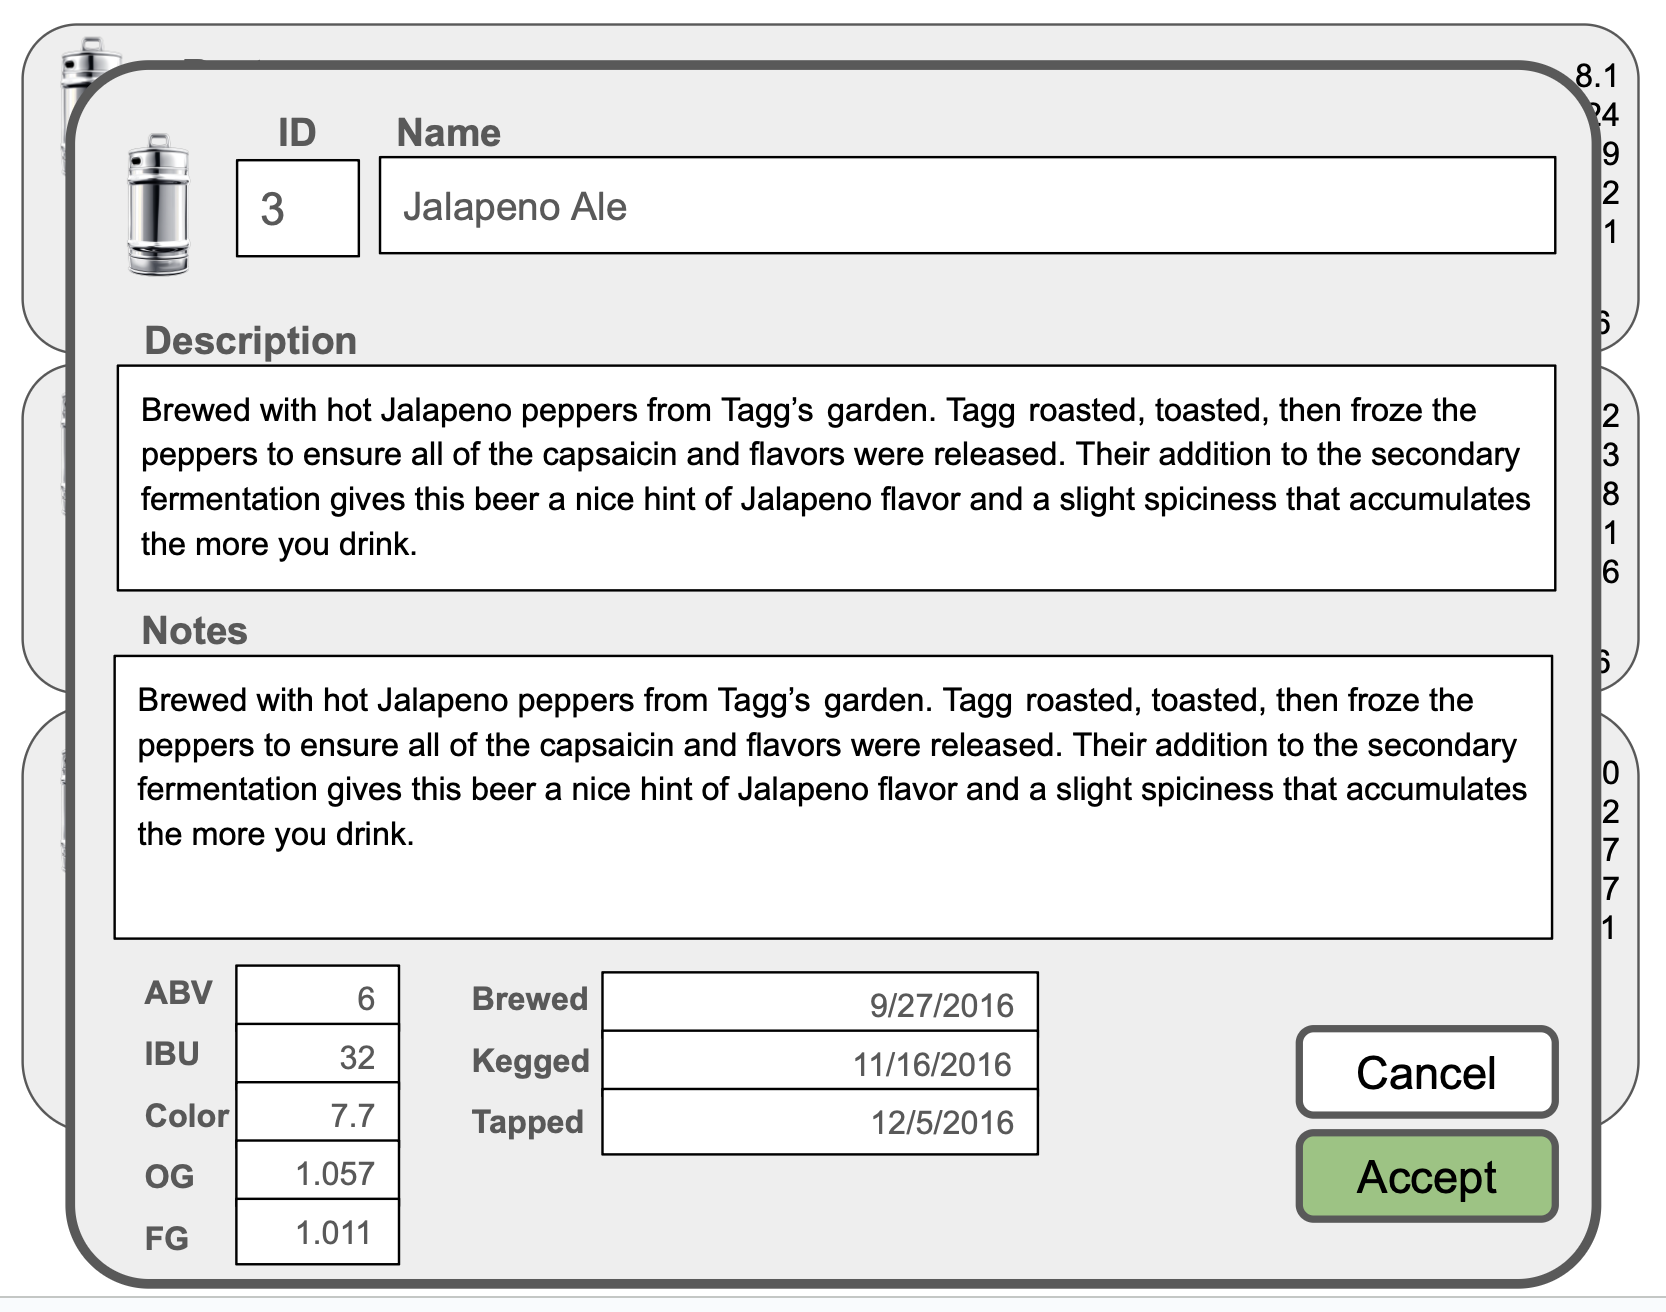 8.1
24
9
2
1
6
ID
Name
3
Jalapeno Ale
Description
Brewed with hot Jalapeno peppers from Tagg’s garden. Tagg roasted, toasted, then froze the
peppers to ensure all of the capsaicin and flavors were released. Their addition to the secondary
fermentation gives this beer a nice hint of Jalapeno flavor and a slight spiciness that accumulates
the more you drink.
2
3
8
1
6
6
Notes
Brewed with hot Jalapeno peppers from Tagg’s garden. Tagg roasted, toasted, then froze the
peppers to ensure all of the capsaicin and flavors were released. Their addition to the secondary
fermentation gives this beer a nice hint of Jalapeno flavor and a slight spiciness that accumulates
the more you drink.
0
2
7
7
1
ABV 6
IBU 32
Color 7.7
OG 1.057
FG 1.011
Brewed 9/27/2016
Kegged 11/16/2016
Tapped 12/5/2016
Cancel
Accept